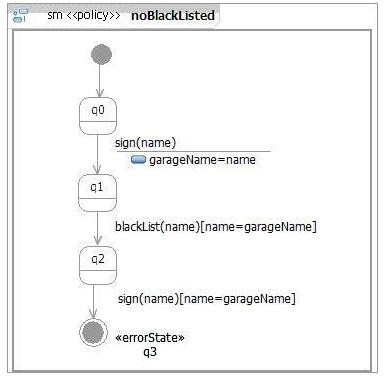 sm <<policy>> noBlackListed
q0
sign(name)
garageName=name
q1
blackList(name)[name=garageName]
q2
sign(name)[name=garageName]
«errorState»
q3